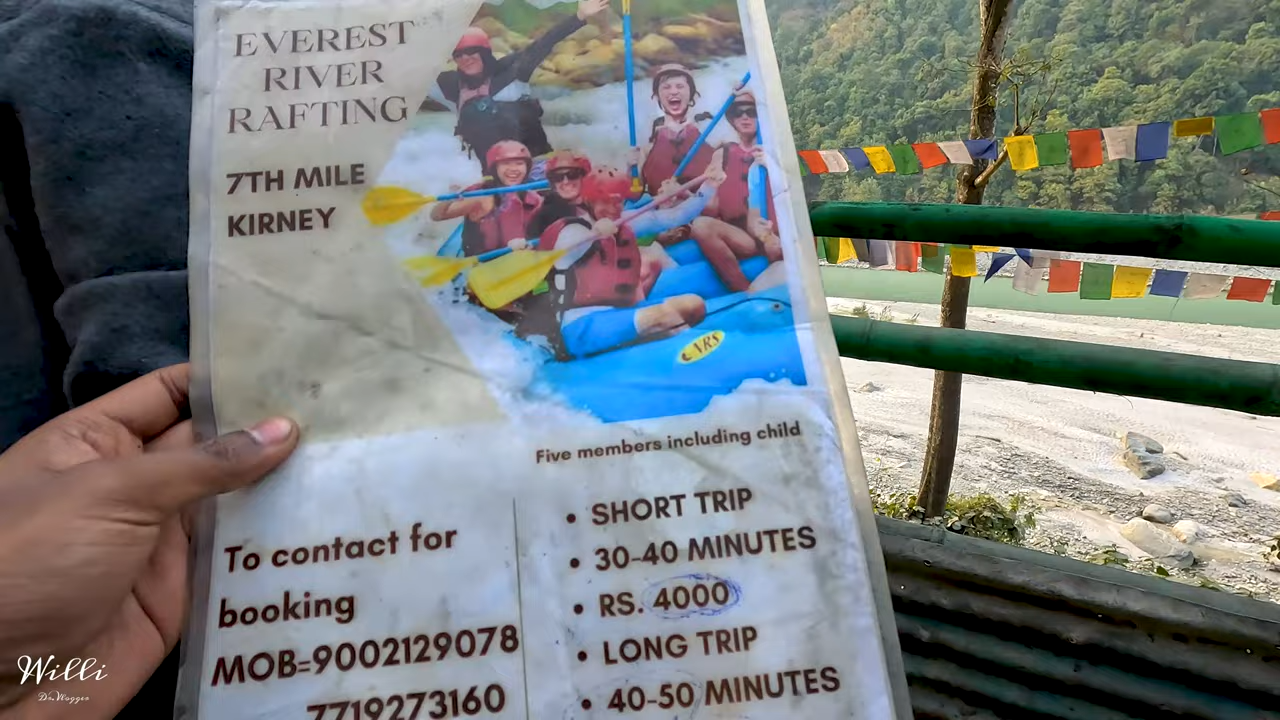 EVEREST
RIVER
RAFTING
7TH MILE
KIRNEY
Five members including child
To contact for
booking
MOB=9002129078
7719273160
• SHORT TRIP
• 30-40 MINUTES
• RS. 4000
• LONG TRIP
• 40-50 MINUTES
Willi